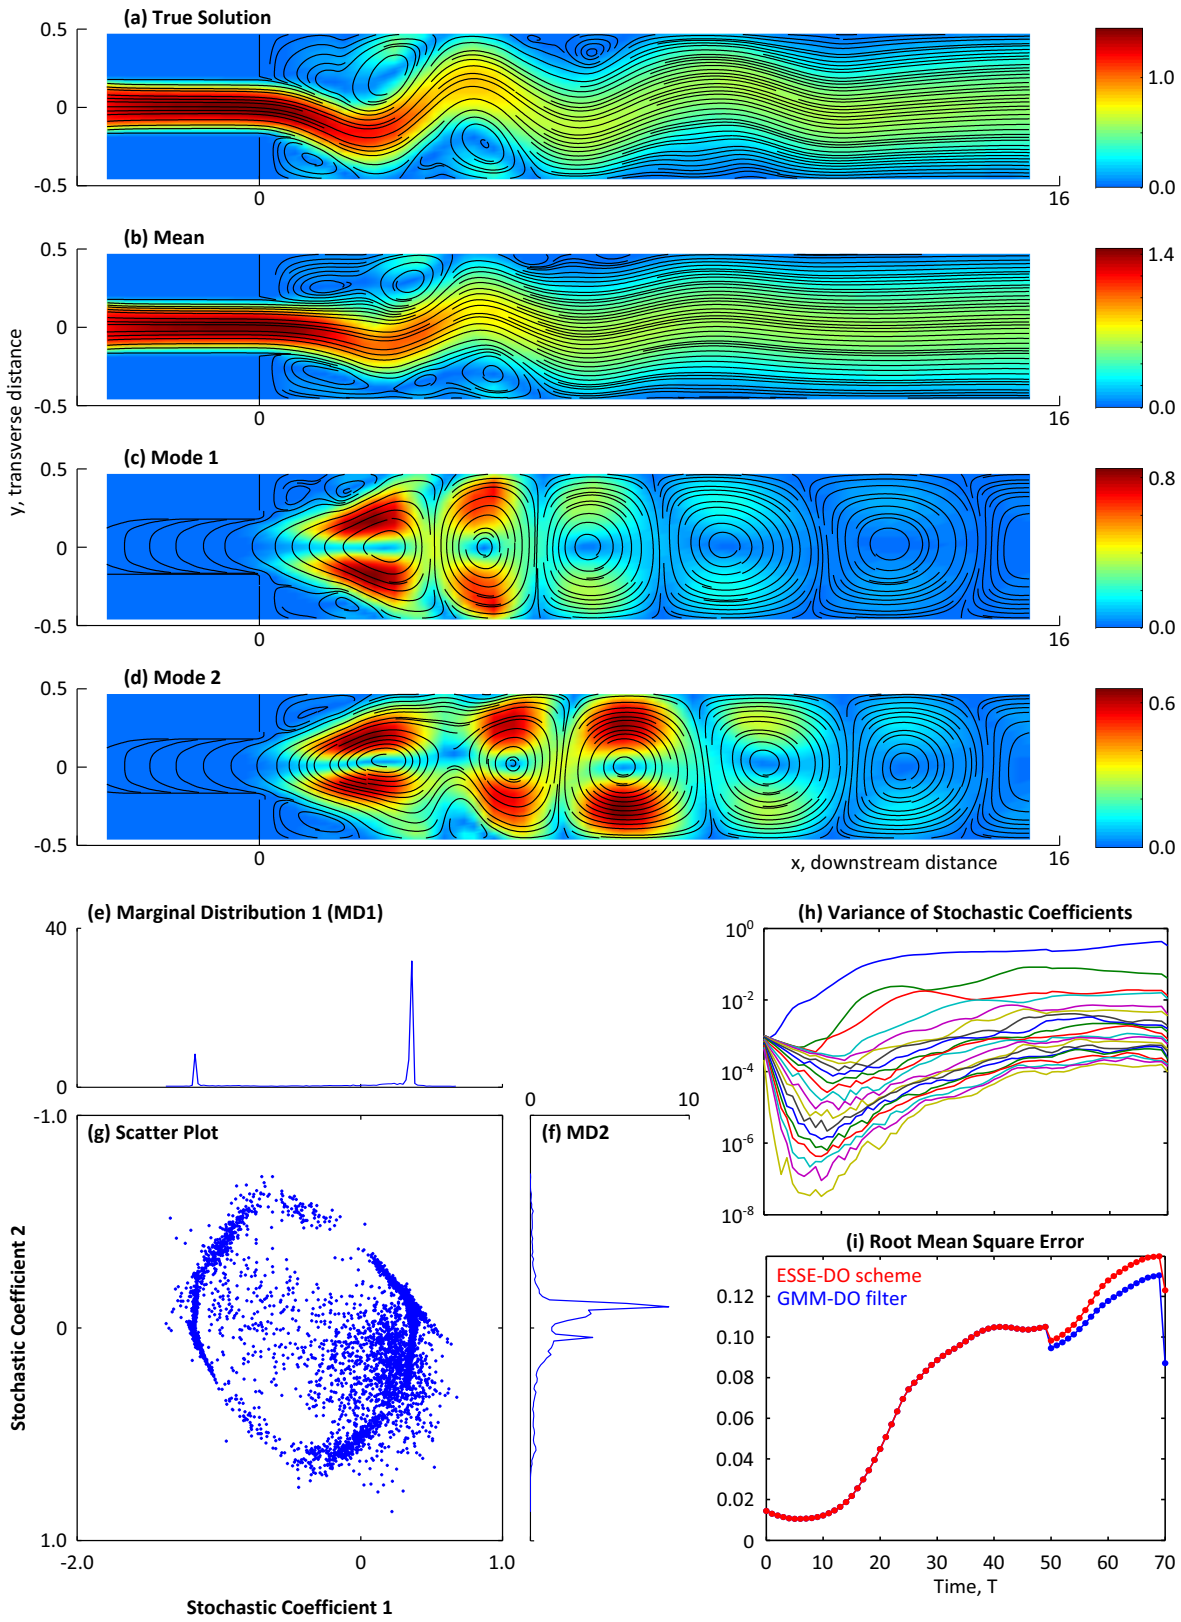 (a) True Solution
0.5
0
-0.5
0
16
1.0
0.0
(b) Mean
0.5
0
-0.5
0
16
1.4
0.0
y, transverse distance
(c) Mode 1
0.5
0
-0.5
0
16
0.8
0.0
(d) Mode 2
0.5
0
-0.5
0
x, downstream distance
16
0.6
0.0
(e) Marginal Distribution 1 (MD1)
40
0
(f) MD2
0
10
(g) Scatter Plot
-1.0
0
1.0
-2.0
0
1.0
Stochastic Coefficient 2
Stochastic Coefficient 1
(h) Variance of Stochastic Coefficients
10^0
10^-2
10^-4
10^-6
10^-8
(i) Root Mean Square Error
ESSE-DO scheme
GMM-DO filter
0.12
0.10
0.08
0.06
0.04
0.02
0
0 10 20 30 40 50 60 70
Time, T